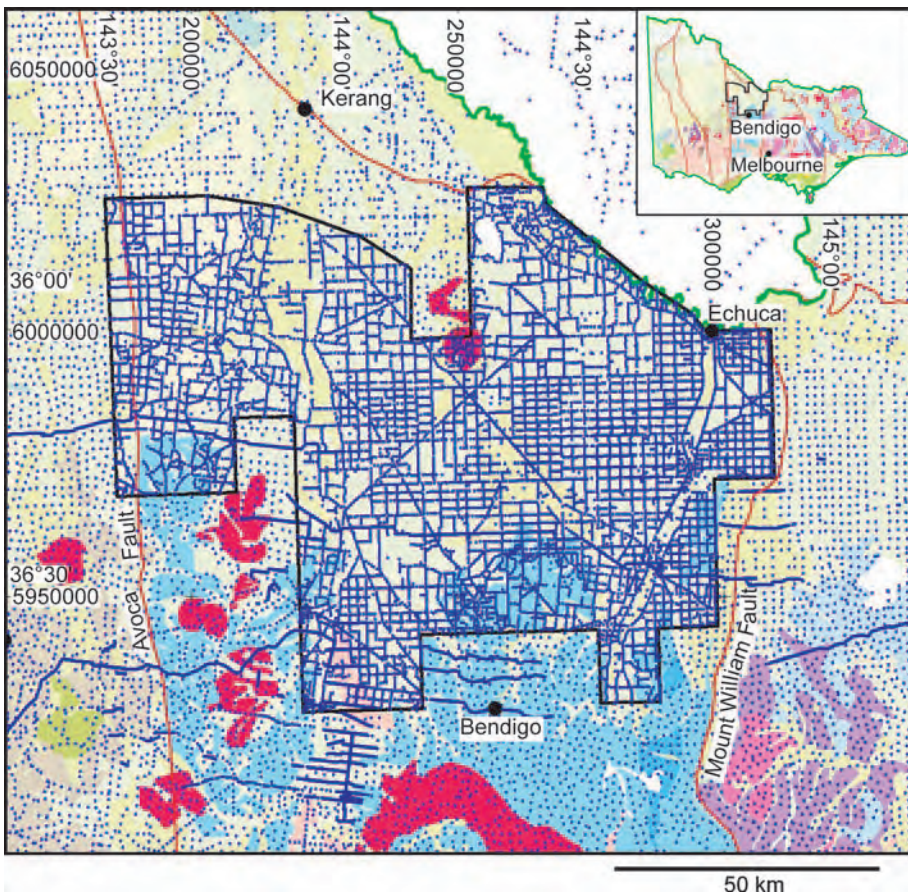 143°30'
200000
144°00'
250000
144°30'
6050000
Kerang
Bendigo
Melbourne
36°00'
6000000
300000
145°00'
Echuca
36°30
5950000
Avoca Fault
Mount William Fault
Bendigo
50 km